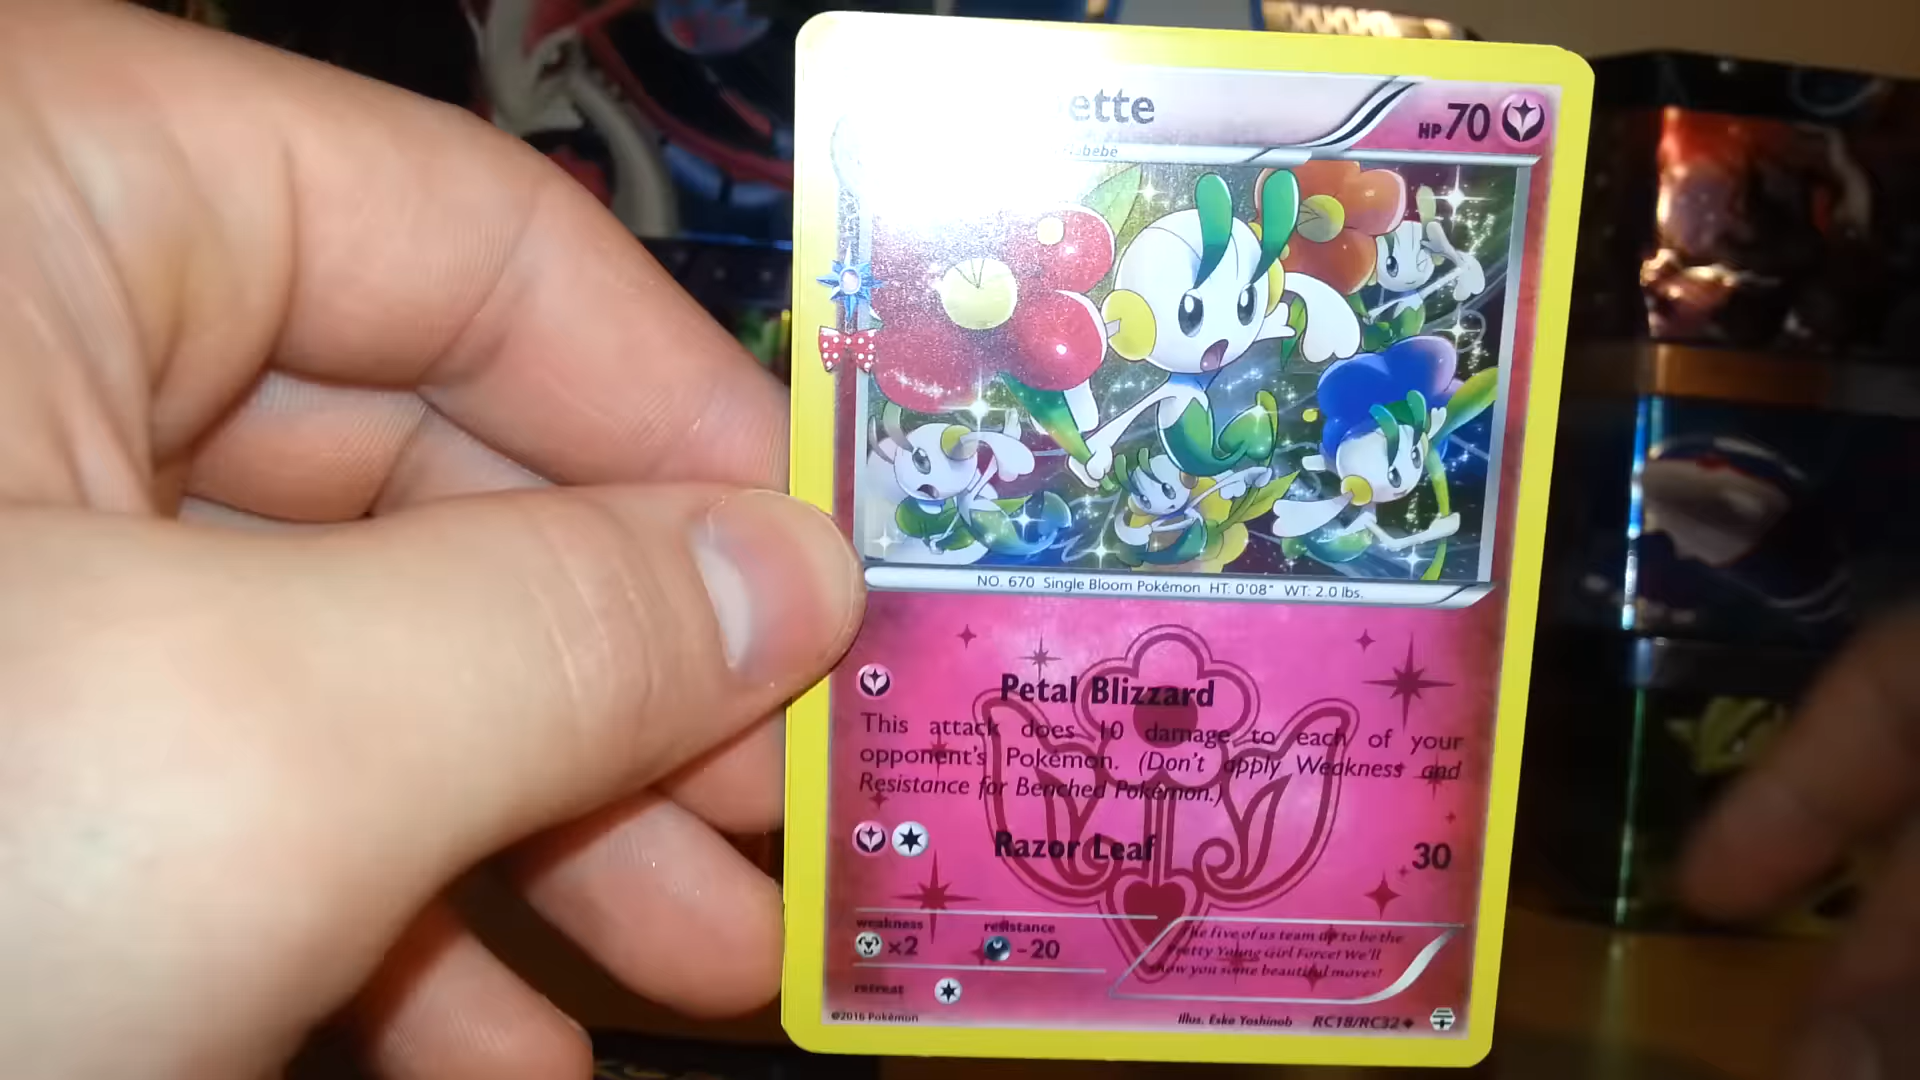 ette
HP 70
bebé
NO. 670 Single Bloom Pokémon HT: 0'08" WT: 2.0 lbs.
Petal Blizzard
This attack does 10 damage to each of your
opponent's Pokémon. (Don't apply Weakness and
Resistance for Benched Pokémon.)
Razor Leaf 30
weakness resistance
×2 -20
The five of us team up to be the
Pretty Young Girl Force! We'll
show you some beautiful moves!
retreat
©2016 Pokémon Illus. Eske Yoshinob RC18/RC32